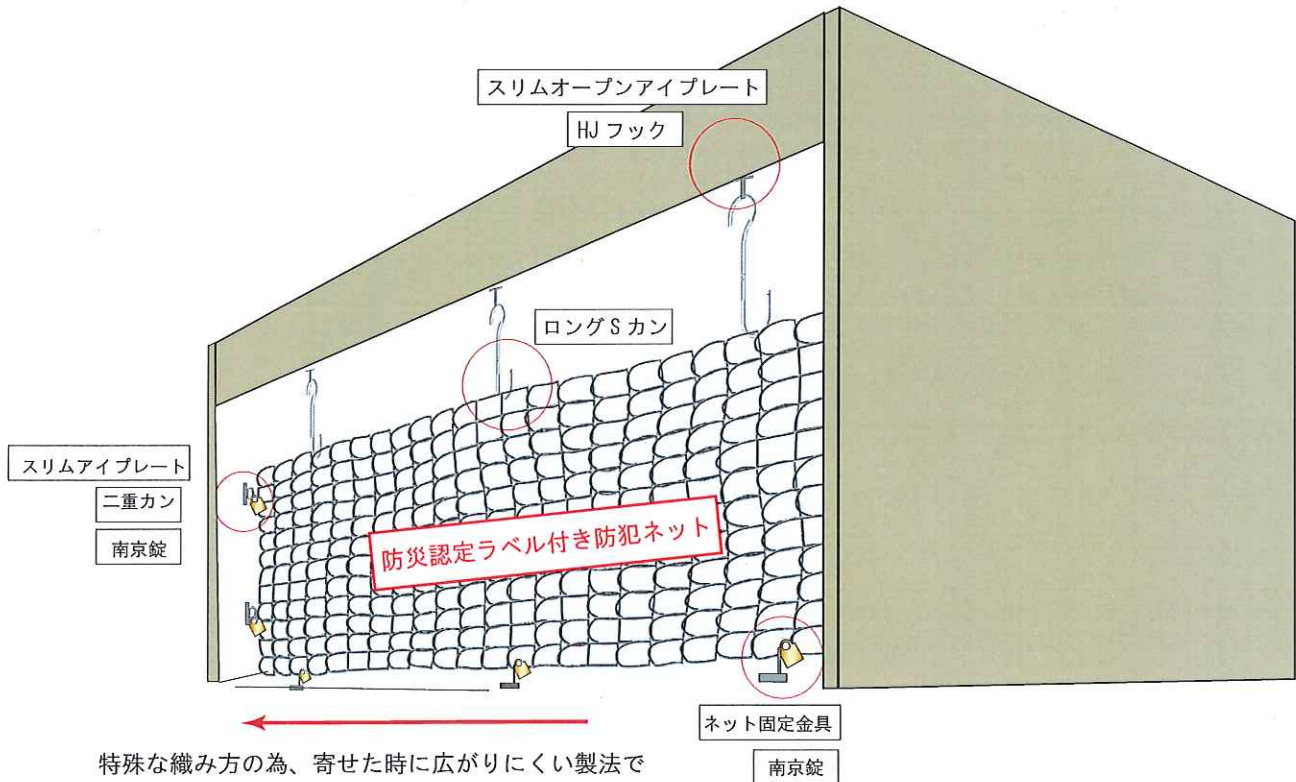 スリムオープンアイプレート
HJフック
ロングSカン
スリムアイプレート
二重カン
南京錠
防災認定ラベル付き防犯ネット
ネット固定金具
南京錠
特殊な織み方の為、寄せた時に広がりにくい製法で